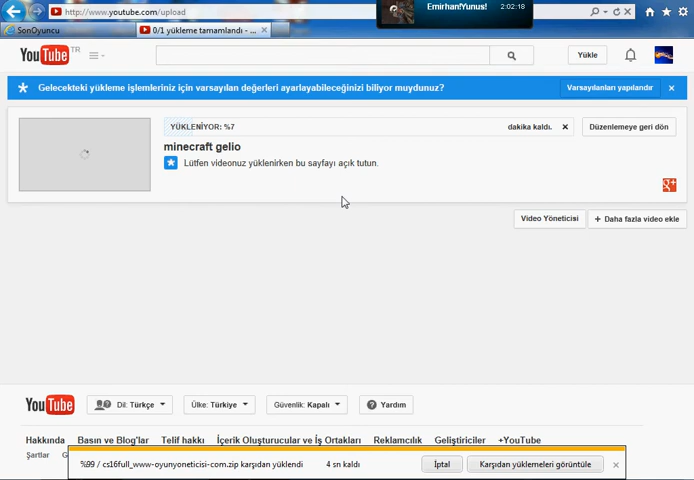 http://www.youtube.com/upload
Emirhan!Yunus!
2:02:18
SonOyuncu
0/1 yükleme tamamlandı - ...
YouTube TR
Yükle
Gelecekteki yükleme işlemleriniz için varsayılan değerleri ayarlayabileceğinizi biliyor muydunuz?
Varsayılanları yapılandır
YÜKLENİYOR: %7
dakika kaldı.
Düzenlemeye geri dön
minecraft gelio
Lütfen videonuz yüklenirken bu sayfayı açık tutun.
g+
Video Yöneticisi
+ Daha fazla video ekle
YouTube
Dil: Türkçe
Ülke: Türkiye
Güvenlik: Kapalı
Yardım
Hakkında Basın ve Blog'lar Telif hakkı İçerik Oluşturucular ve İş Ortakları Reklamcılık Geliştiriciler +YouTube
Şartlar
%99 / cs16full_www-oyunyoneticisi-com.zip karşıdan yüklendi
4 sn kaldı
İptal
Karşıdan yüklemeleri görüntüle